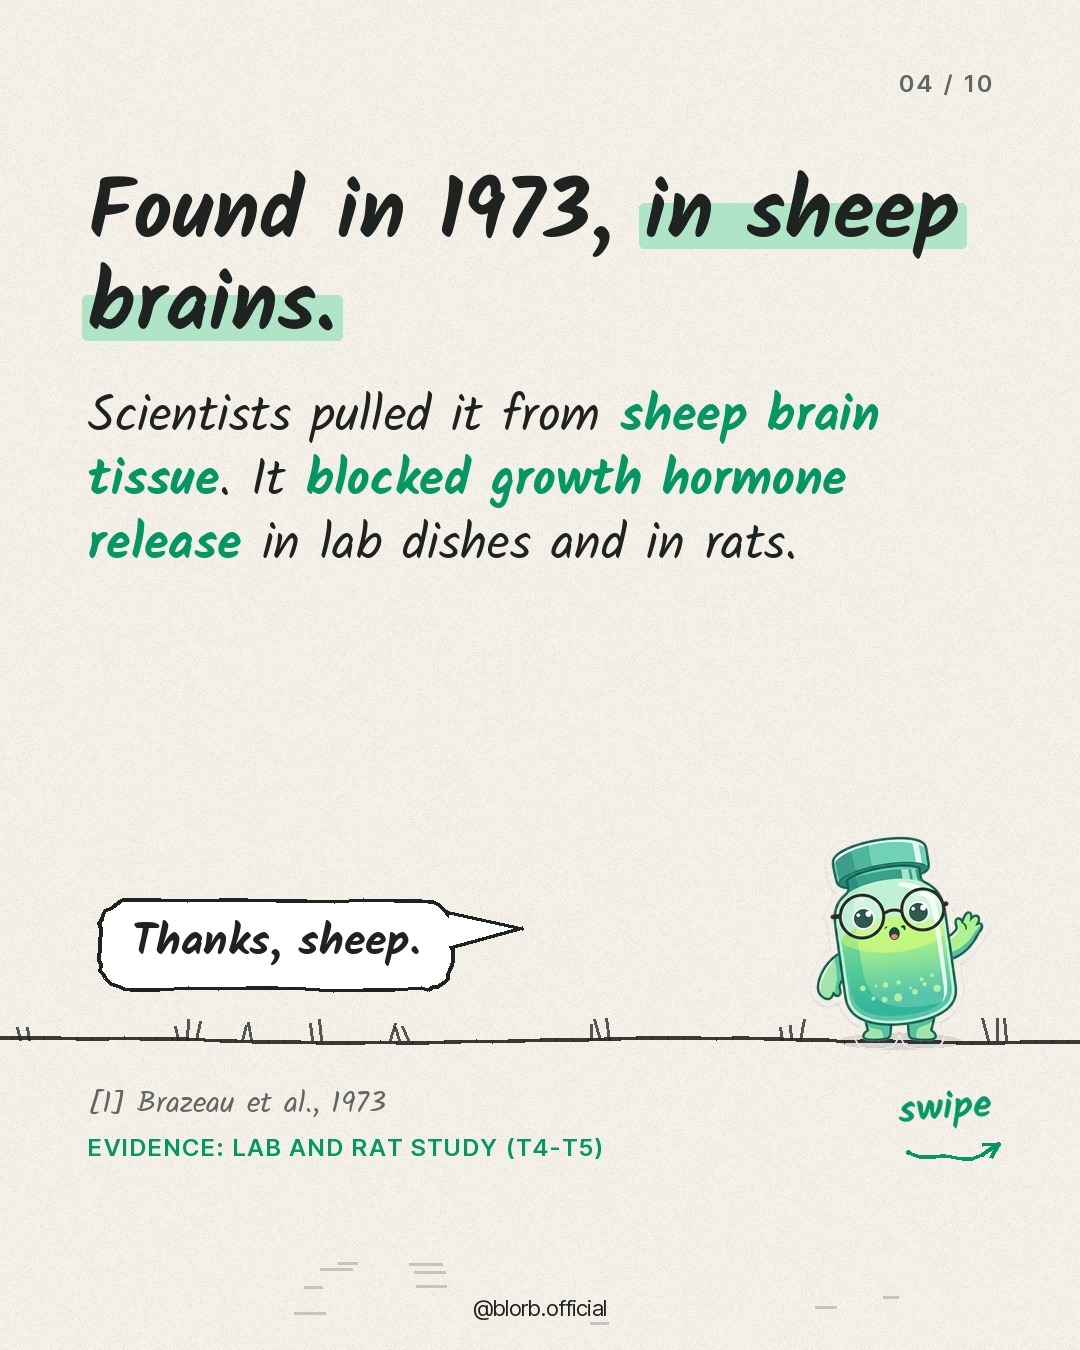 04 / 10
Found in 1973, in sheep
brains.
Scientists pulled it from sheep brain
tissue. It blocked growth hormone
release in lab dishes and in rats.
Thanks, sheep.
[1] Brazeau et al., 1973
swipe
EVIDENCE: LAB AND RAT STUDY (T4-T5)
@blorb.official